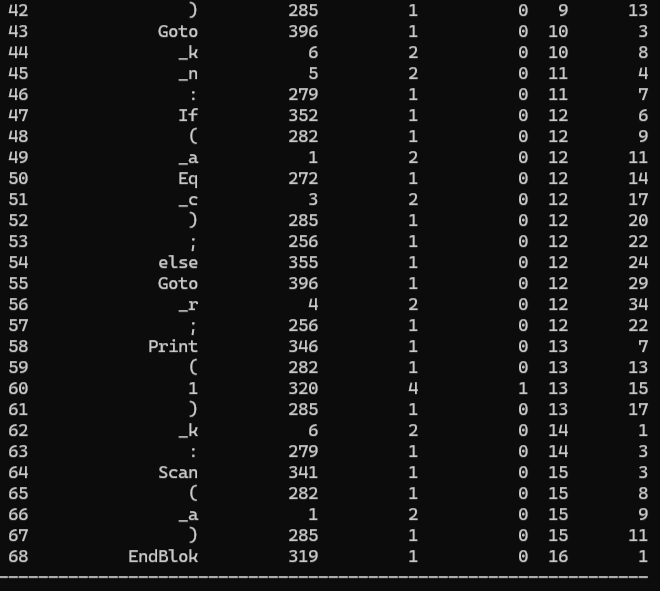 42 ) 285 1 0 9 13
43 Goto 396 1 0 10 3
44 _k 6 2 0 10 8
45 _n 5 2 0 11 4
46 : 279 1 0 11 7
47 If 352 1 0 12 6
48 ( 282 1 0 12 9
49 _a 1 2 0 12 11
50 Eq 272 1 0 12 14
51 _c 3 2 0 12 17
52 ) 285 1 0 12 20
53 ; 256 1 0 12 22
54 else 355 1 0 12 24
55 Goto 396 1 0 12 29
56 _r 4 2 0 12 34
57 ; 256 1 0 12 22
58 Print 346 1 0 13 7
59 ( 282 1 0 13 13
60 1 320 4 1 13 15
61 ) 285 1 0 13 17
62 _k 6 2 0 14 1
63 : 279 1 0 14 3
64 Scan 341 1 0 15 3
65 ( 282 1 0 15 8
66 _a 1 2 0 15 9
67 ) 285 1 0 15 11
68 EndBlok 319 1 0 16 1